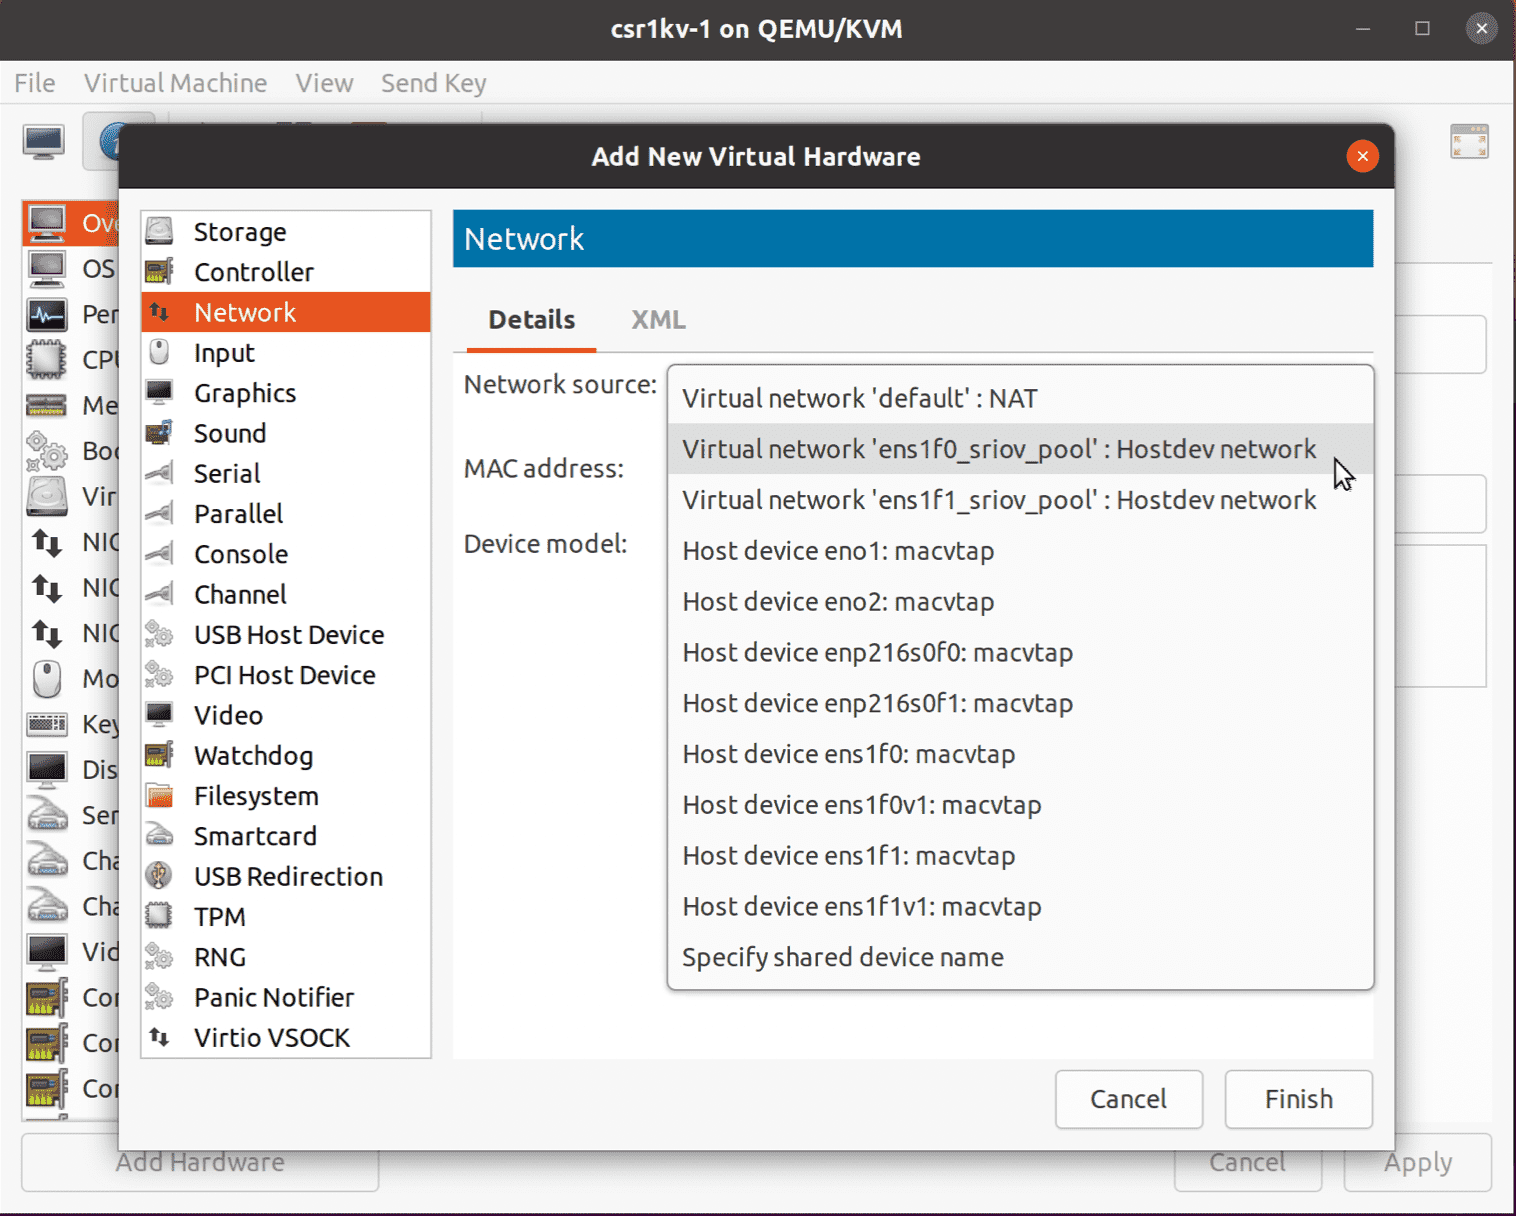 csr1kv-1 on QEMU/KVM
File Virtual Machine View Send Key
Add New Virtual Hardware
Ove
OS
Per
CPU
Me
Boo
Vir
NIC
NIC
NIC
Mo
Key
Dis
Ser
Cha
Cha
Vid
Cor
Cor
Cor
Storage
Controller
Network
Input
Graphics
Sound
Serial
Parallel
Console
Channel
USB Host Device
PCI Host Device
Video
Watchdog
Filesystem
Smartcard
USB Redirection
TPM
RNG
Panic Notifier
Virtio VSOCK
Network
Details XML
Network source:
MAC address:
Device model:
Virtual network 'default' : NAT
Virtual network 'ens1f0_sriov_pool' : Hostdev network
Virtual network 'ens1f1_sriov_pool' : Hostdev network
Host device eno1: macvtap
Host device eno2: macvtap
Host device enp216s0f0: macvtap
Host device enp216s0f1: macvtap
Host device ens1f0: macvtap
Host device ens1f0v1: macvtap
Host device ens1f1: macvtap
Host device ens1f1v1: macvtap
Specify shared device name
Cancel Finish
Add Hardware Cancel Apply